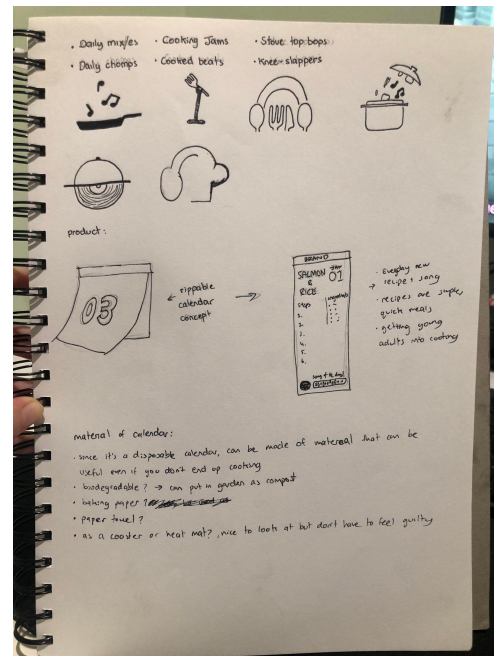 • Daily mix/es • Cooking Jams • Stove top bops
• Daily chomps • Cooked beats • Knee-slappers
product:
03
← rippable →
calendar
concept
BRAND
SALMON
&
RICE
01
steps
ingredients
1.
2.
3.
4.
5.
6.
song of the day!
• Everyday new
→ recipe & song
• recipes are simple,
quick meals
• getting young
adults into cooking
material of calendar:
• since it's a disposable calendar, can be made of material that can be
useful even if you don't end up cooking
• biodegradable? → can put in garden as compost
• baking paper?
• paper towel?
• as a coaster or heat mat?, nice to look at but don't have to feel guilty